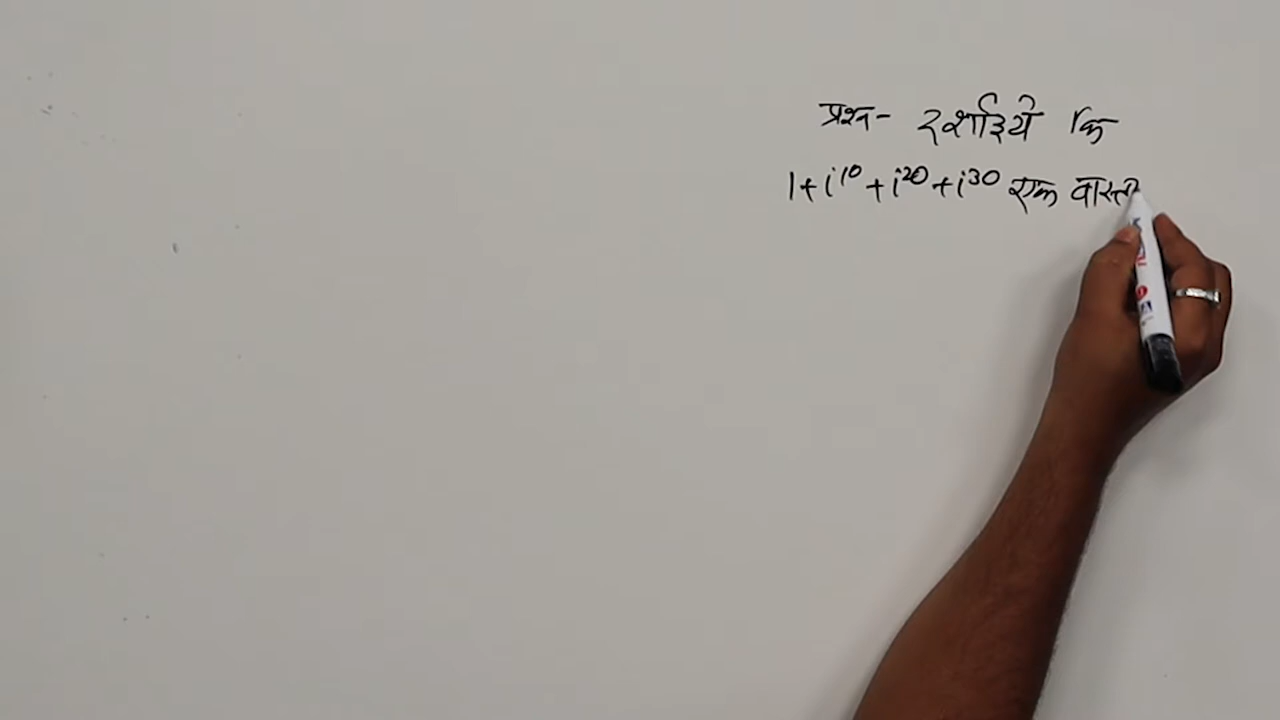 प्रश्न- दर्शाइये कि
1+i¹⁰+i²⁰+i³⁰ एक वास्त